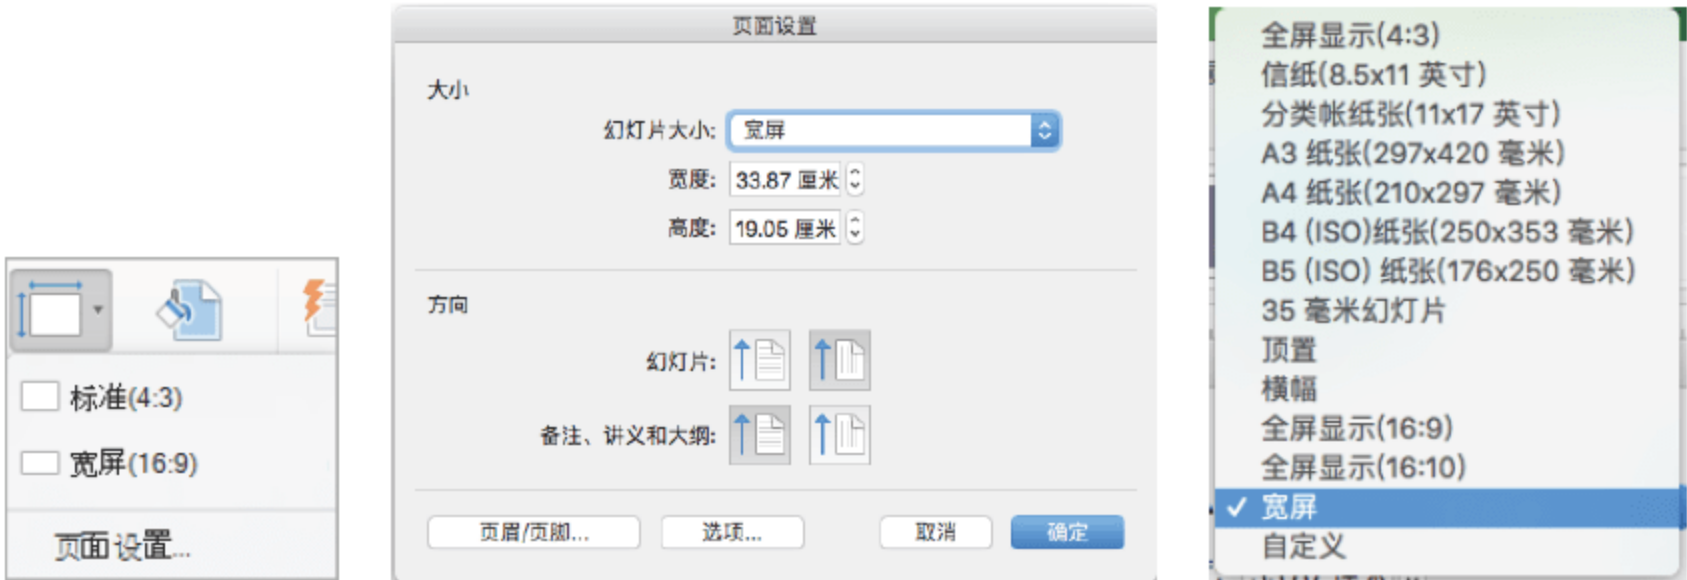 标准(4:3)
宽屏(16:9)
页面设置...
页面设置
大小
幻灯片大小: 宽屏
宽度: 33.87 厘米
高度: 19.05 厘米
方向
幻灯片:
备注、讲义和大纲:
页眉/页脚... 选项... 取消 确定
全屏显示(4:3)
信纸(8.5x11 英寸)
分类帐纸张(11x17 英寸)
A3 纸张(297x420 毫米)
A4 纸张(210x297 毫米)
B4 (ISO)纸张(250x353 毫米)
B5 (ISO) 纸张(176x250 毫米)
35 毫米幻灯片
顶置
横幅
全屏显示(16:9)
全屏显示(16:10)
宽屏
自定义